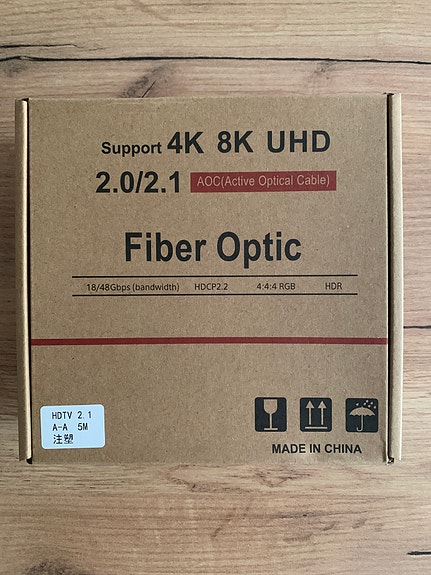 Support 4K 8K UHD
2.0/2.1 AOC(Active Optical Cable)
Fiber Optic
18/48Gbps (bandwidth) HDCP2.2 4:4:4 RGB HDR
HDTV 2.1
A-A 5M
注塑
MADE IN CHINA